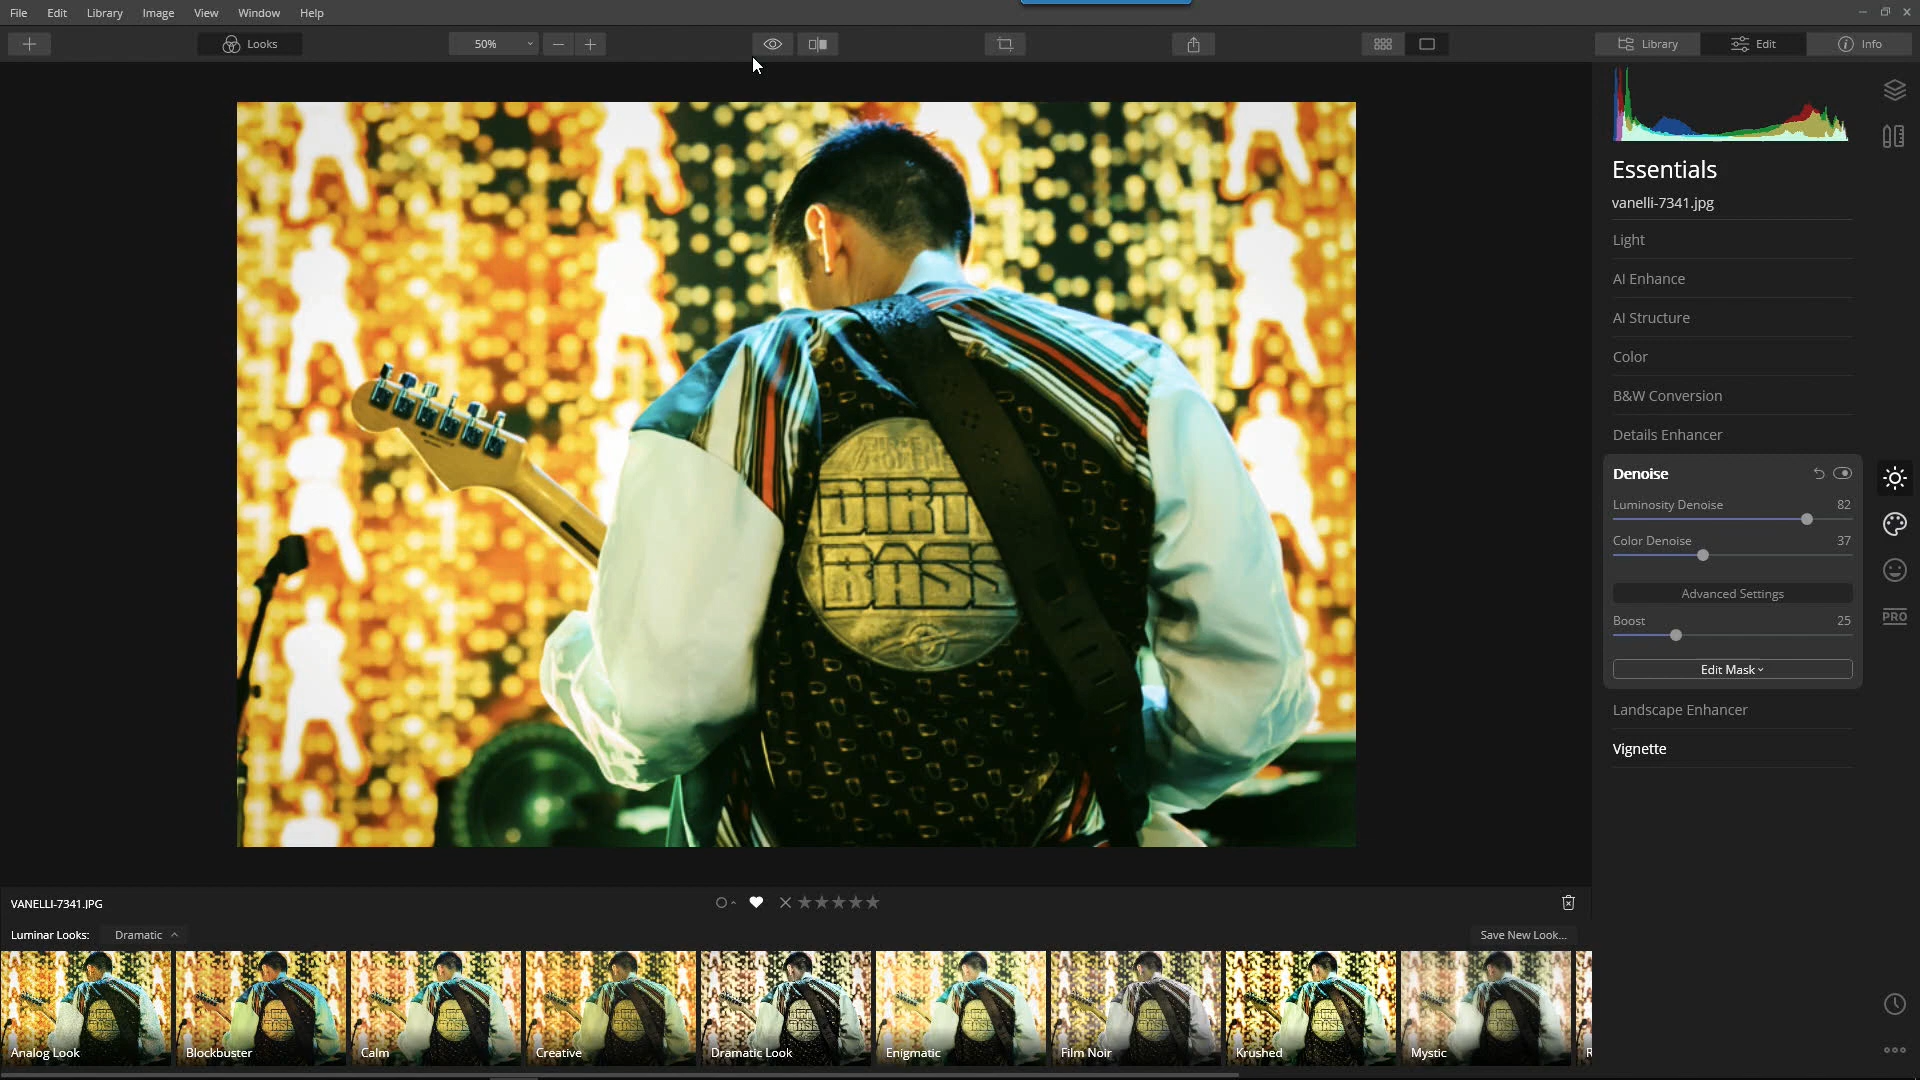 File Edit Library Image View Window Help
Looks 50% Library Edit Info
Essentials
vanelli-7341.jpg
Light
AI Enhance
AI Structure
Color
B&W Conversion
Details Enhancer
Denoise
Luminosity Denoise 82
Color Denoise 37
Advanced Settings
Boost 25
Edit Mask
PRO
Landscape Enhancer
Vignette
DIRT
BASS
VANELLI-7341.JPG
Luminar Looks: Dramatic Save New Look...
Analog Look Blockbuster Calm Creative Dramatic Look Enigmatic Film Noir Krushed Mystic R